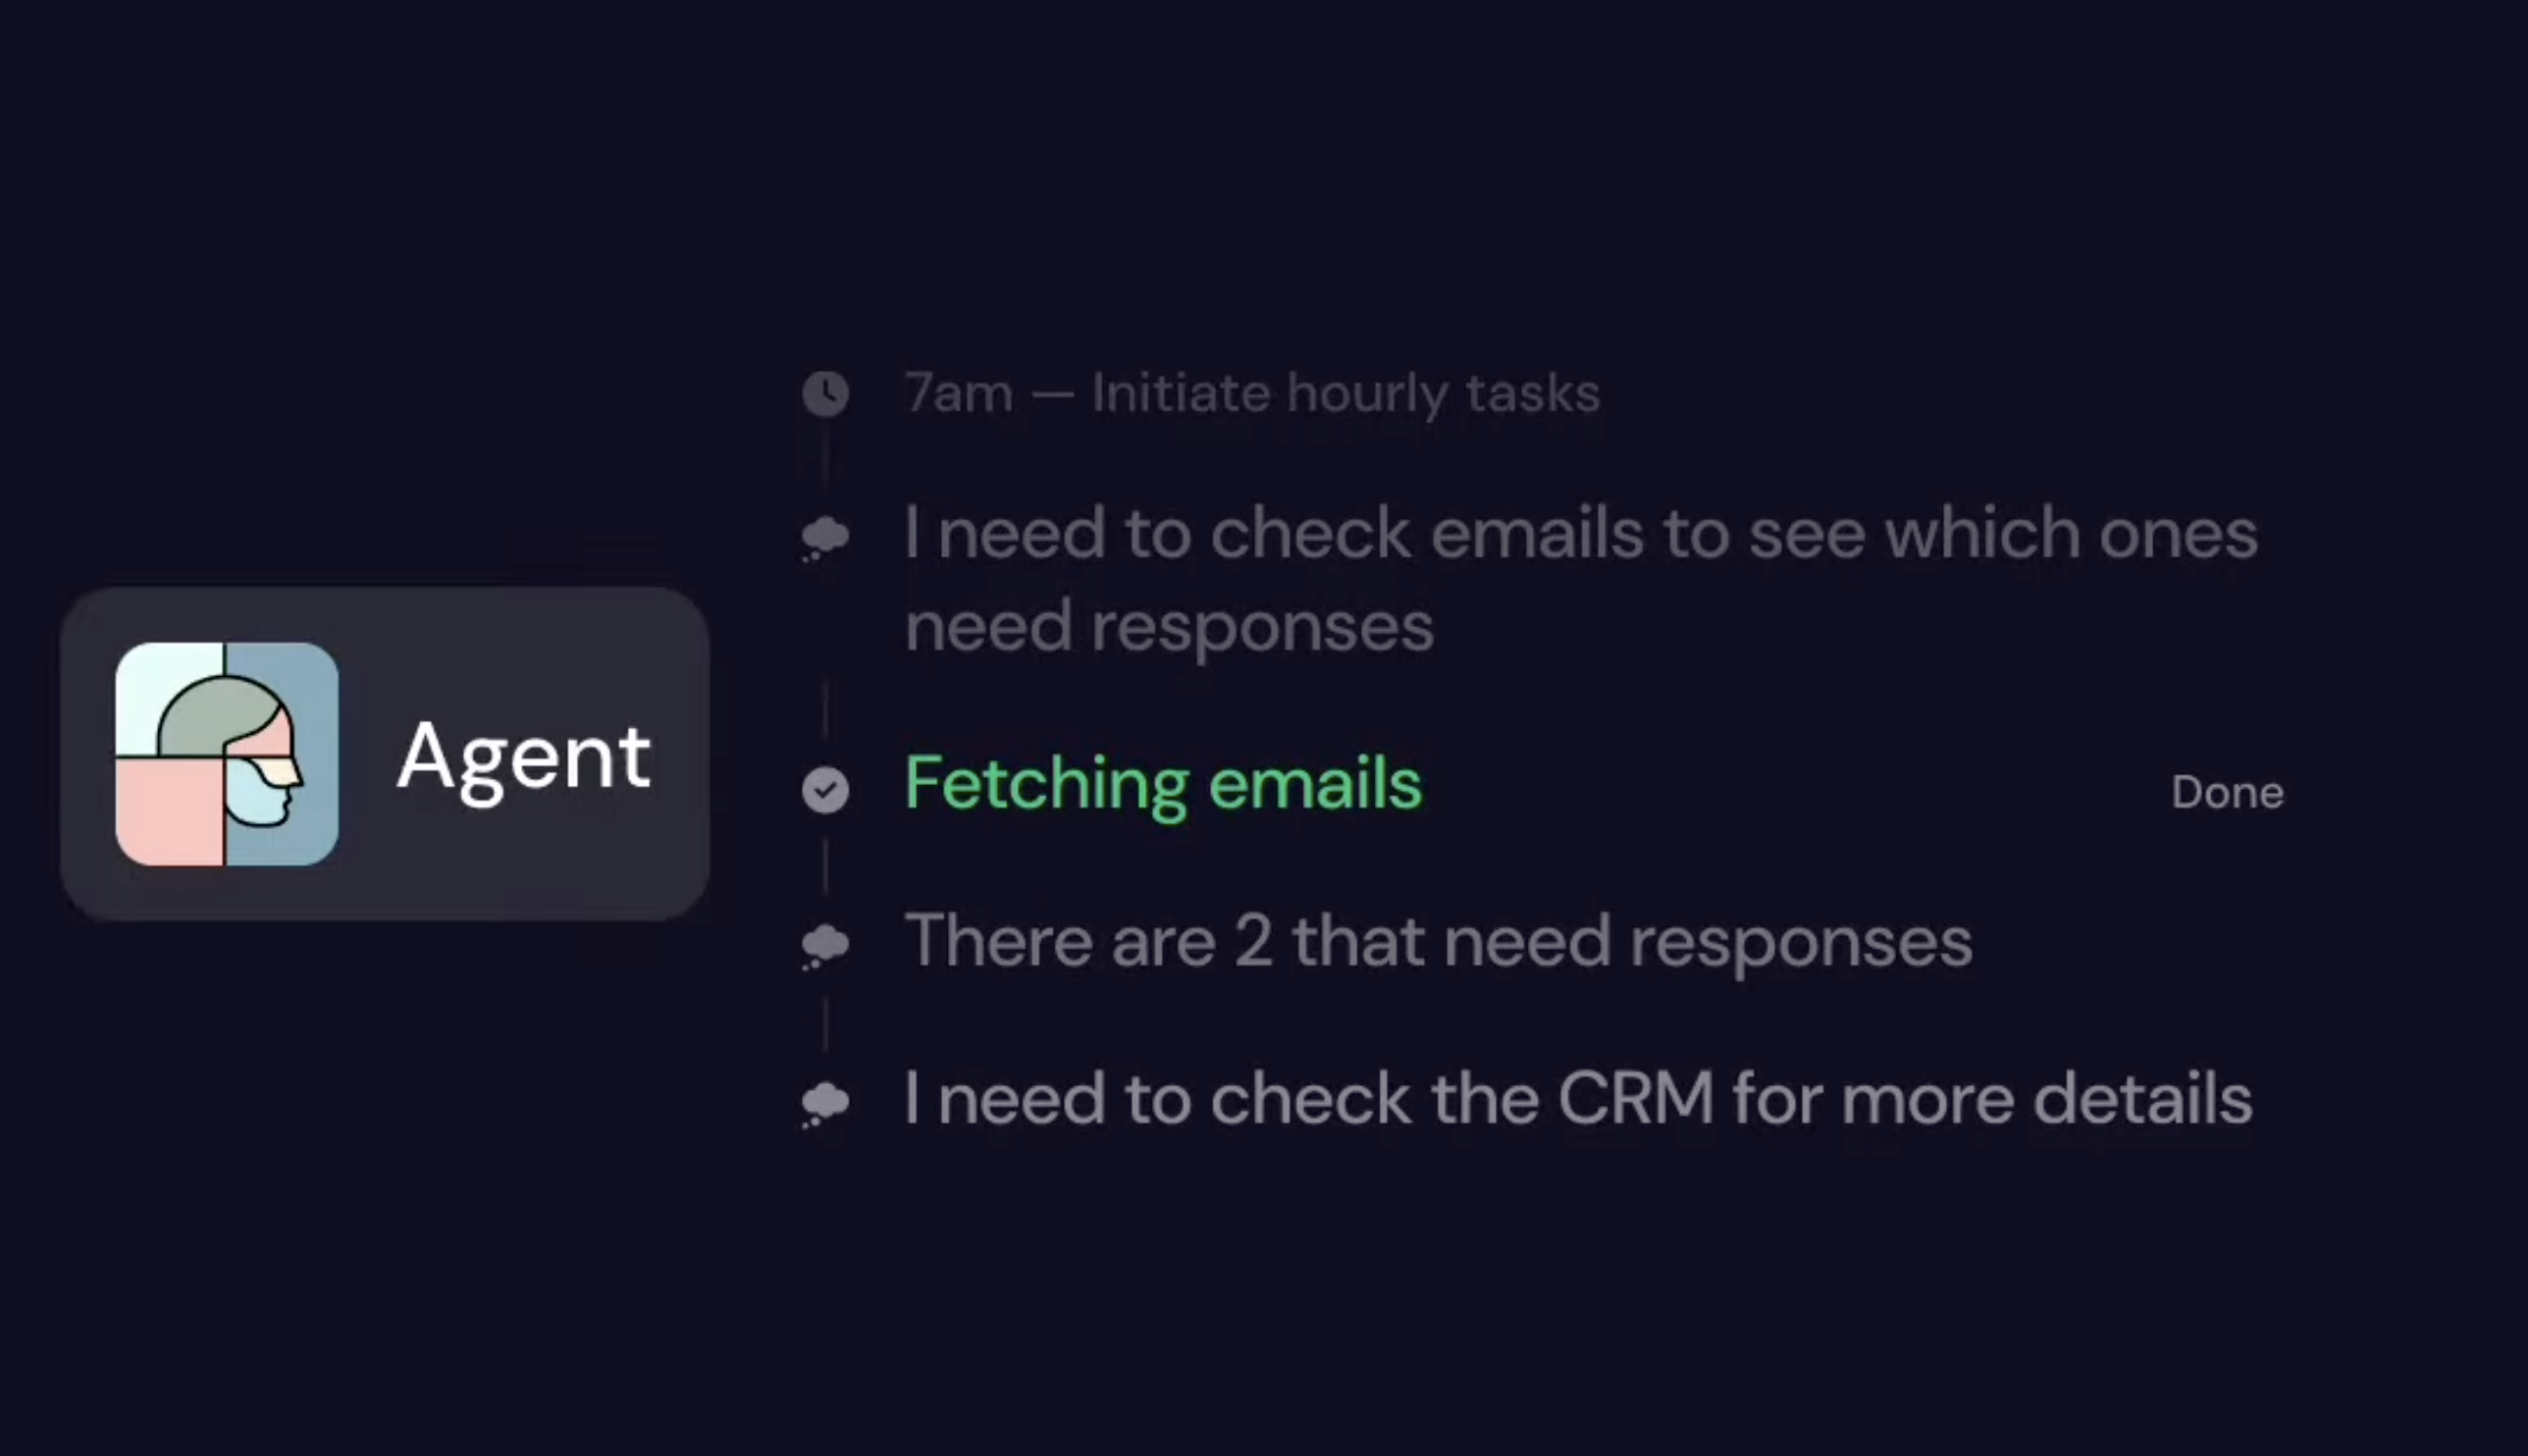 Agent
7am — Initiate hourly tasks
I need to check emails to see which ones
need responses
Fetching emails
Done
There are 2 that need responses
I need to check the CRM for more details